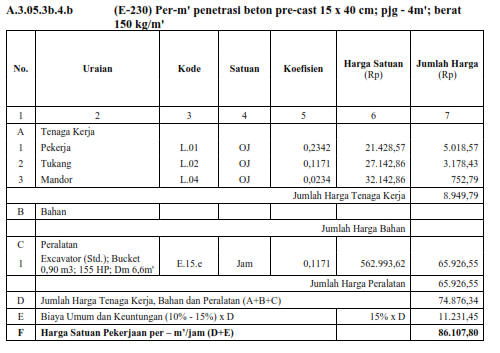 A.3.05.3b.4.b (E-230) Per-m' penetrasi beton pre-cast 15 x 40 cm; pjg - 4m'; berat
150 kg/m'
No. Uraian Kode Satuan Koefisien Harga Satuan (Rp) Jumlah Harga (Rp)
1 2 3 4 5 6 7
A Tenaga Kerja
1 Pekerja L.01 OJ 0,2342 21.428,57 5.018,57
2 Tukang L.02 OJ 0,1171 27.142,86 3.178,43
3 Mandor L.04 OJ 0,0234 32.142,86 752,79
Jumlah Harga Tenaga Kerja 8.949,79
B Bahan
Jumlah Harga Bahan
C Peralatan
1 Excavator (Std.); Bucket
0,90 m3; 155 HP; Dm 6,6m' E.15.e Jam 0,1171 562.993,62 65.926,55
Jumlah Harga Peralatan 65.926,55
D Jumlah Harga Tenaga Kerja, Bahan dan Peralatan (A+B+C) 74.876,34
E Biaya Umum dan Keuntungan (10% - 15%) x D 15% x D 11.231,45
F Harga Satuan Pekerjaan per – m'/jam (D+E) 86.107,80